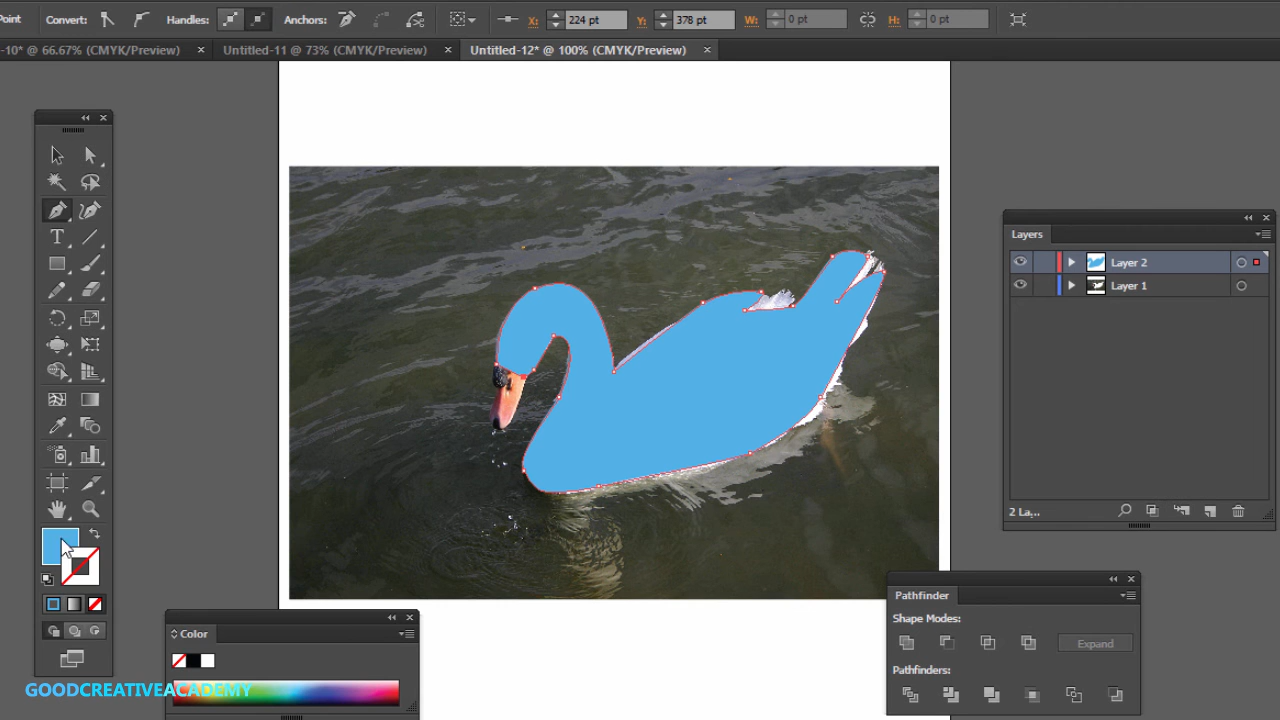 Point Convert: Handles: Anchors: X: 224 pt Y: 378 pt W: 0 pt H: 0 pt
-10* @ 66.67% (CMYK/Preview) × Untitled-11 @ 73% (CMYK/Preview) × Untitled-12* @ 100% (CMYK/Preview) ×
Layers
Layer 2
Layer 1
2 La...
Pathfinder
Shape Modes:
Expand
Pathfinders:
Color
GOODCREATIVEACADEMY